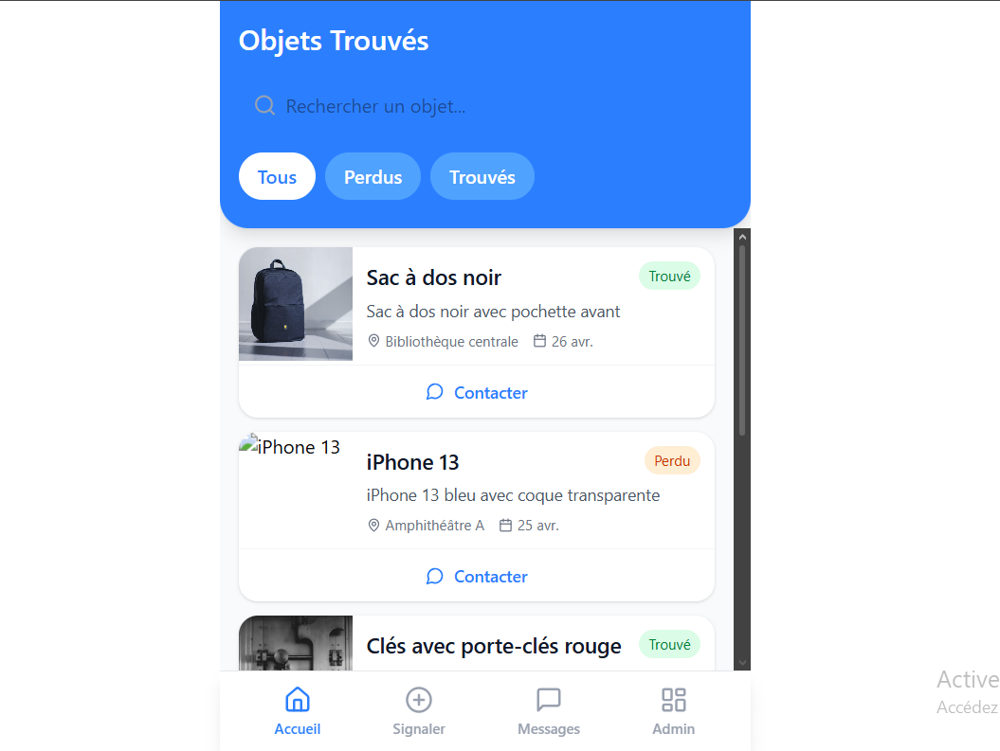 Objets Trouvés
Rechercher un objet...
Tous Perdus Trouvés
Sac à dos noir Trouvé
Sac à dos noir avec pochette avant
Bibliothèque centrale 26 avr.
Contacter
iPhone 13
iPhone 13 Perdu
iPhone 13 bleu avec coque transparente
Amphithéâtre A 25 avr.
Contacter
Clés avec porte-clés rouge Trouvé
Accueil Signaler Messages Admin
Active
Accédez